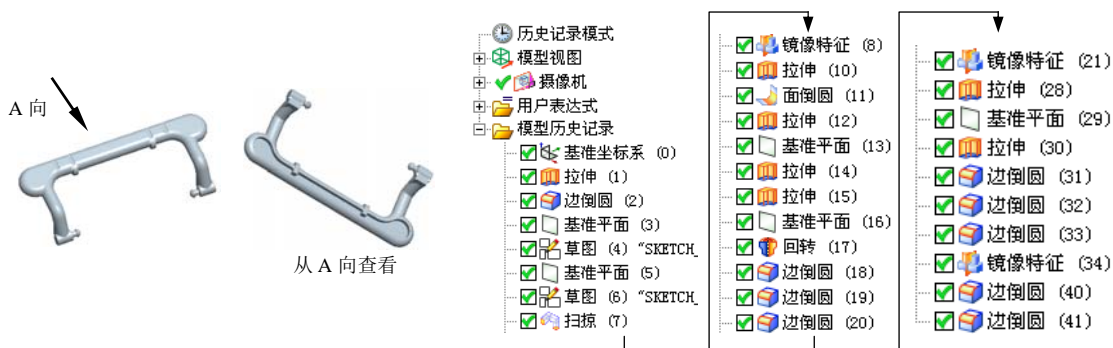 A 向
从 A 向查看
历史记录模式
模型视图
摄像机
用户表达式
模型历史记录
基准坐标系 (0)
拉伸 (1)
边倒圆 (2)
基准平面 (3)
草图 (4) "SKETCH_
基准平面 (5)
草图 (6) "SKETCH_
扫掠 (7)
镜像特征 (8)
拉伸 (10)
面倒圆 (11)
拉伸 (12)
基准平面 (13)
拉伸 (14)
拉伸 (15)
基准平面 (16)
回转 (17)
边倒圆 (18)
边倒圆 (19)
边倒圆 (20)
镜像特征 (21)
拉伸 (28)
基准平面 (29)
拉伸 (30)
边倒圆 (31)
边倒圆 (32)
边倒圆 (33)
镜像特征 (34)
边倒圆 (40)
边倒圆 (41)